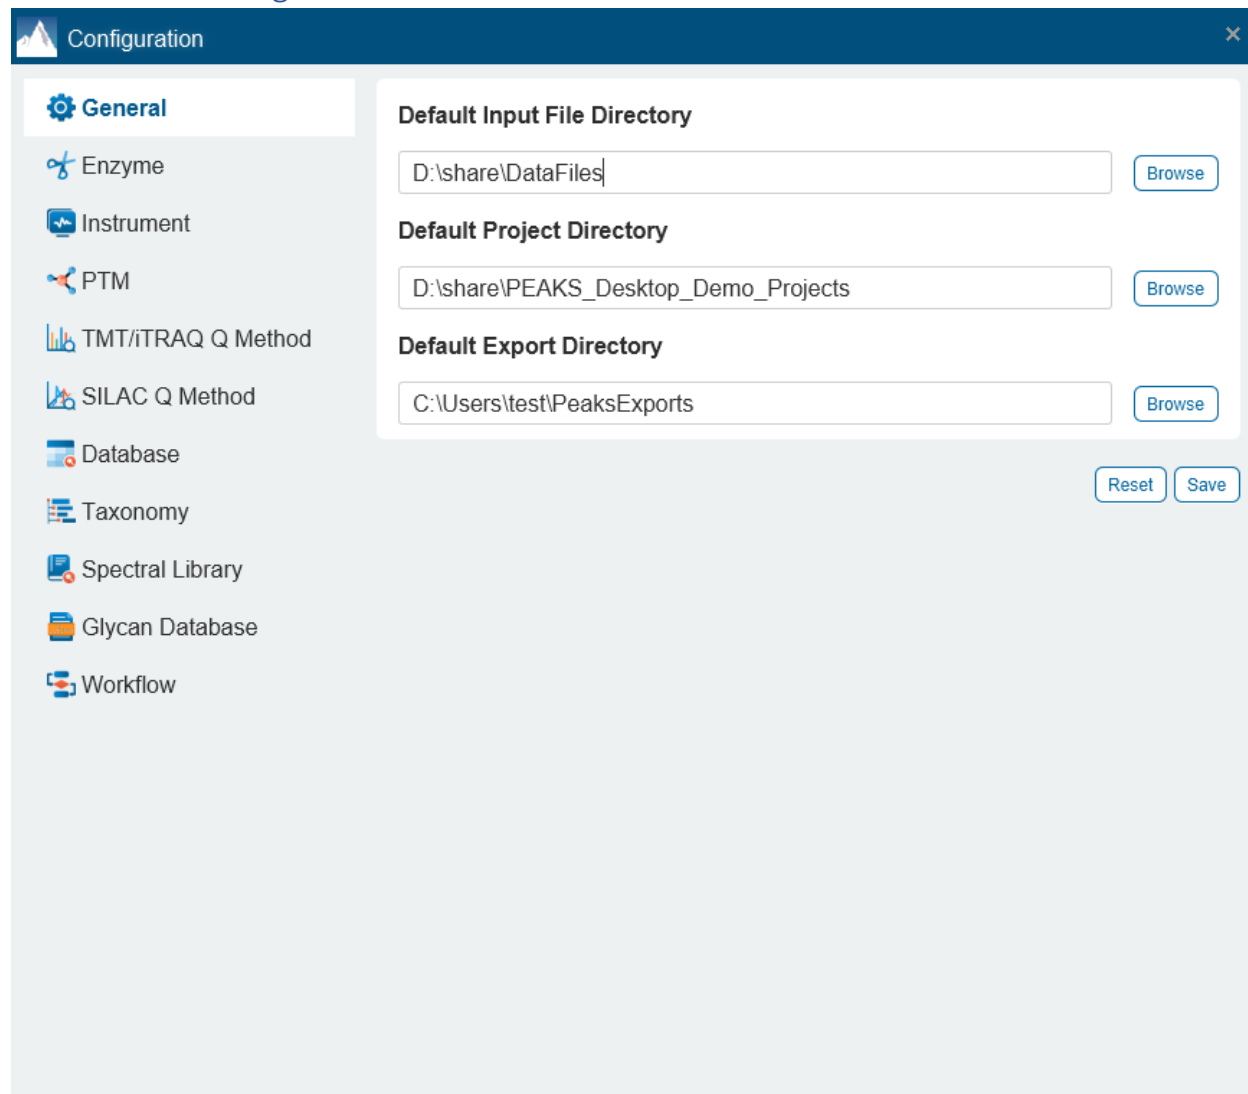 Configuration
General
Enzyme
Instrument
PTM
TMT/iTRAQ Q Method
SILAC Q Method
Database
Taxonomy
Spectral Library
Glycan Database
Workflow
Default Input File Directory
D:\share\DataFiles
Browse
Default Project Directory
D:\share\PEAKS_Desktop_Demo_Projects
Browse
Default Export Directory
C:\Users\test\PeaksExports
Browse
Reset Save